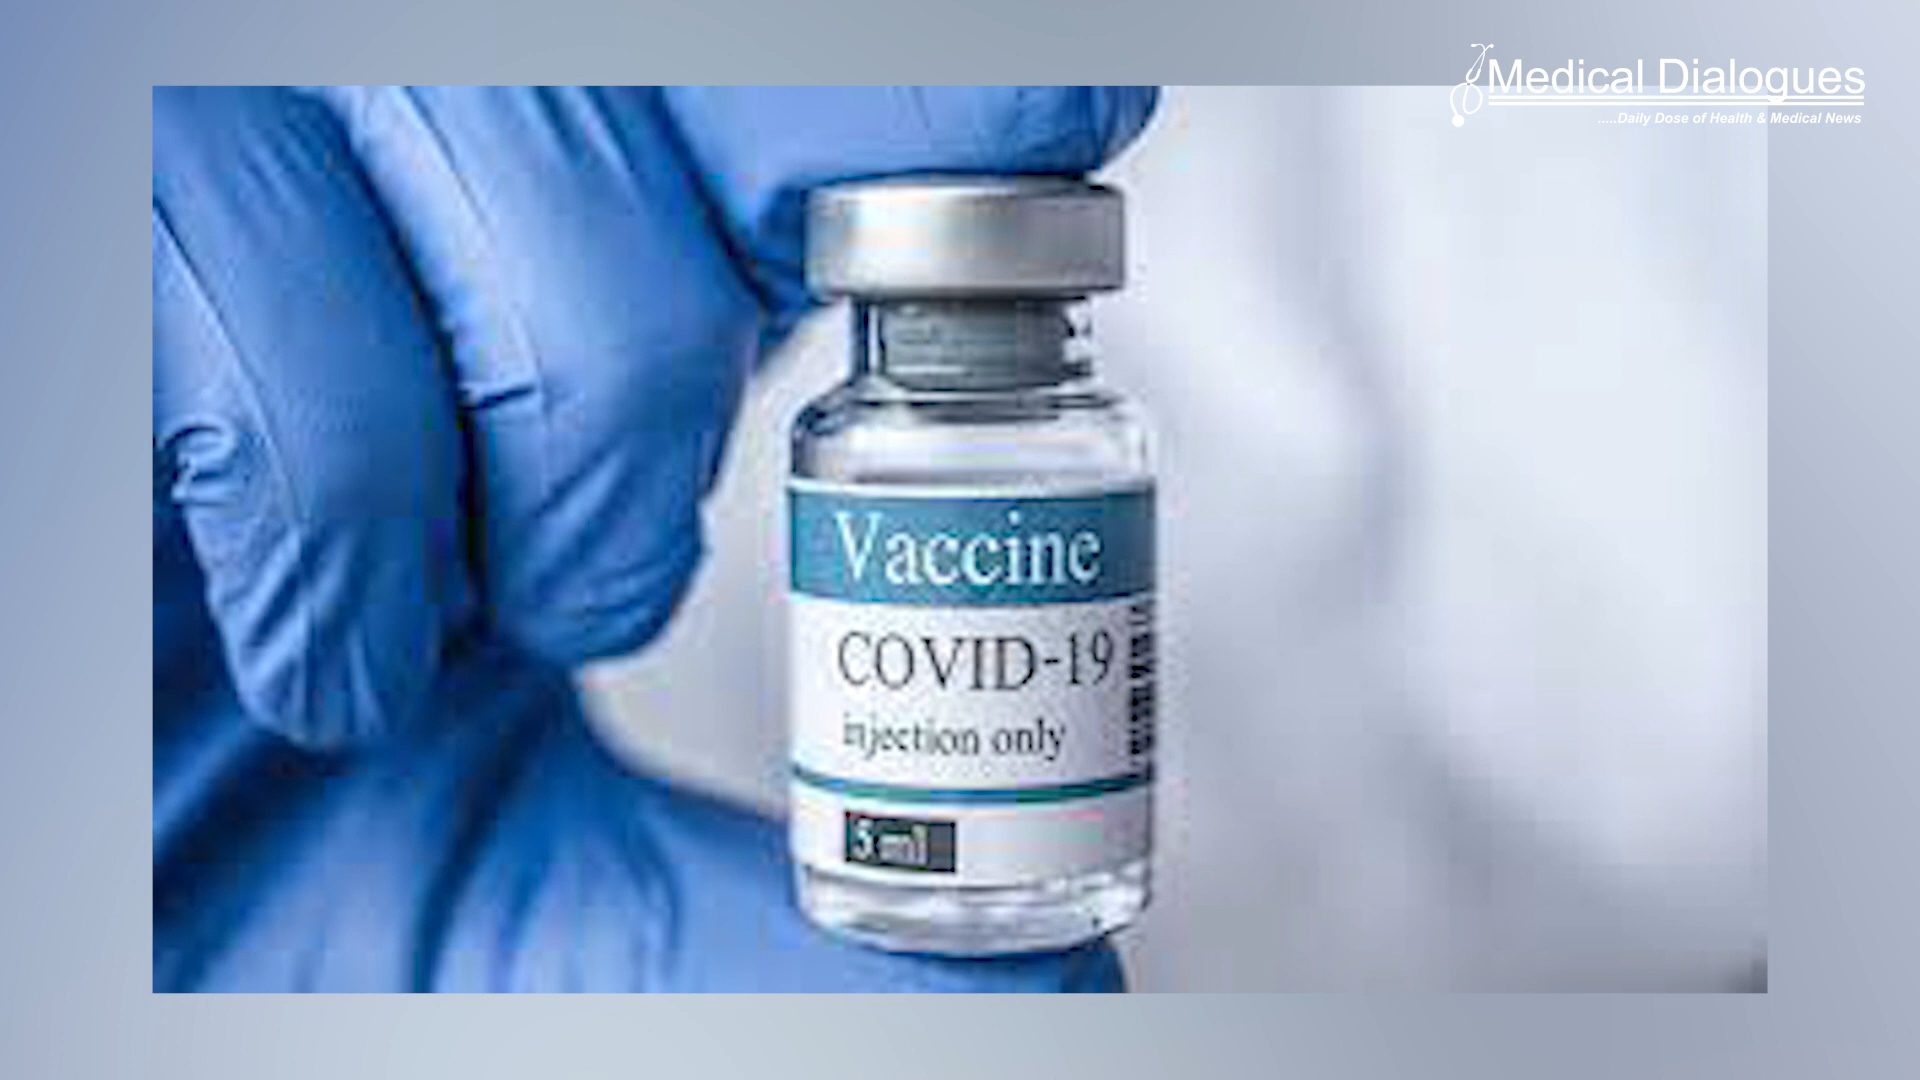 Medical Dialogues
.....Daily Dose of Health & Medical News
Vaccine
COVID-19
injection only
5 ml